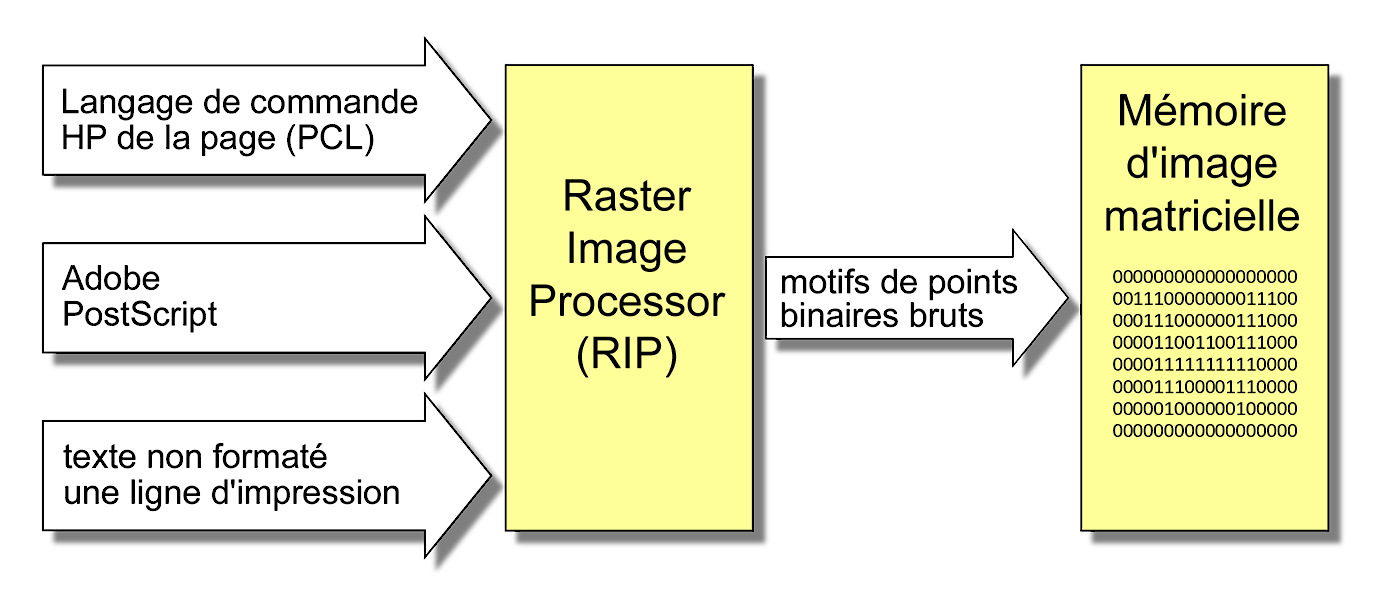 Langage de commande
HP de la page (PCL)
Adobe
PostScript
texte non formaté
une ligne d'impression
Raster
Image
Processor
(RIP)
motifs de points
binaires bruts
Mémoire
d'image
matricielle
000000000000000000
001110000000011100
000111000000111000
000011001100111000
000011111111110000
000011100001110000
000001000000100000
000000000000000000